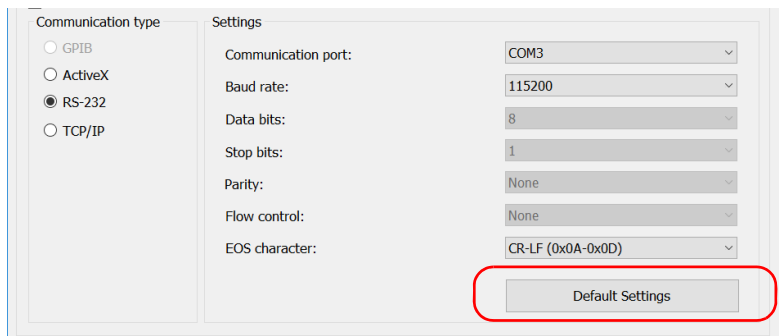 Communication type
GPIB
ActiveX
RS-232
TCP/IP
Settings
Communication port: COM3
Baud rate: 115200
Data bits: 8
Stop bits: 1
Parity: None
Flow control: None
EOS character: CR-LF (0x0A-0x0D)
Default Settings